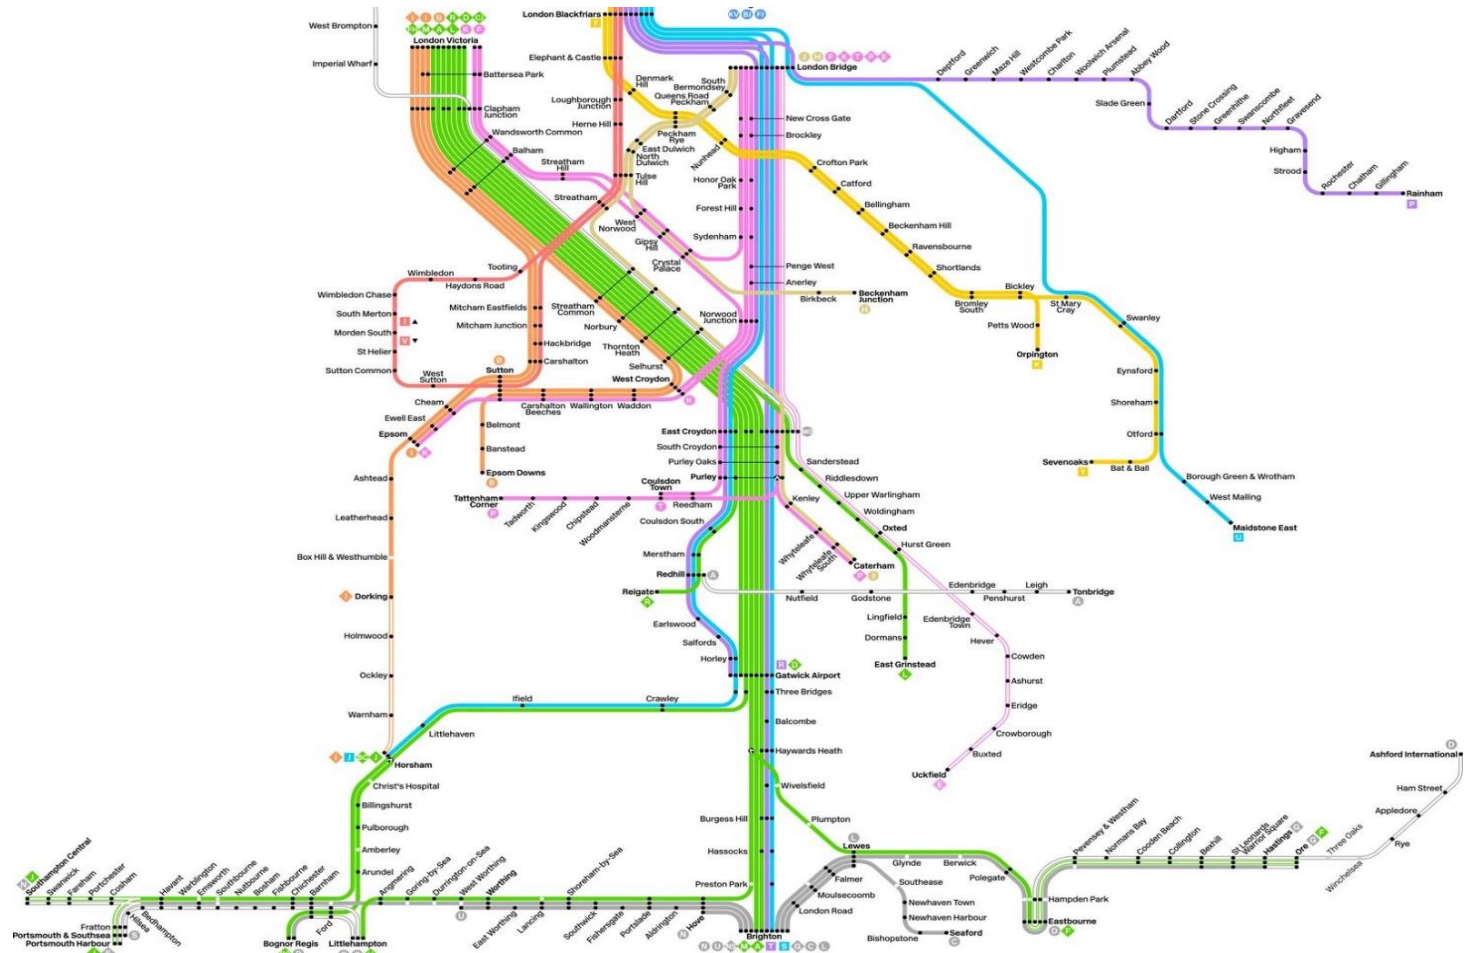 West Brompton
Imperial Wharf
London Victoria
Battersea Park
Clapham
Junction
Wandsworth Common
Balham
Streatham
Hill
Streatham
London Blackfriars
Elephant & Castle
Denmark
Hill
Loughborough
Junction
Herne Hill
South
Bermondsey
Queens Road
Peckham
Peckham
Rye
East Dulwich
North
Dulwich
Tulse
Hill
Nunhead
London Bridge
New Cross Gate
Brockley
Honor Oak
Park
Forest Hill
Sydenham
Penge West
Anerley
West
Norwood
Gipsy
Hill
Crystal
Palace
Birkbeck
Beckenham
Junction
Norwood
Junction
Crofton Park
Catford
Bellingham
Beckenham Hill
Ravensbourne
Shortlands
Bromley
South
Bickley
St Mary
Cray
Petts Wood
Orpington
Swanley
Eynsford
Shoreham
Otford
Bat & Ball
Sevenoaks
Borough Green & Wrotham
West Malling
Maidstone East
Deptford
Greenwich
Maze Hill
Westcombe Park
Charlton
Woolwich Arsenal
Plumstead
Abbey Wood
Slade Green
Dartford
Stone Crossing
Greenhithe
Swanscombe
Northfleet
Gravesend
Higham
Strood
Rochester
Chatham
Gillingham
Rainham
Tooting
Haydons Road
Wimbledon
Wimbledon Chase
South Merton
Morden South
St Helier
Sutton Common
West
Sutton
Sutton
Mitcham Eastfields
Mitcham Junction
Hackbridge
Carshalton
Streatham
Common
Norbury
Thornton
Heath
Selhurst
West Croydon
Waddon
Wallington
Carshalton
Beeches
Cheam
Ewell East
Epsom
Belmont
Banstead
Epsom Downs
Ashtead
Leatherhead
Box Hill & Westhumble
Dorking
Holmwood
Ockley
Warnham
Horsham
East Croydon
South Croydon
Purley Oaks
Purley
Coulsdon
Town
Reedham
Tattenham
Corner
Tadworth
Kingswood
Chipstead
Woodmansterne
Coulsdon South
Merstham
Redhill
Reigate
Earlswood
Salfords
Horley
Gatwick Airport
Three Bridges
Balcombe
Haywards Heath
Wivelsfield
Burgess Hill
Hassocks
Preston Park
Brighton
Kenley
Whyteleafe
Whyteleafe
South
Caterham
Sanderstead
Riddlesdown
Upper Warlingham
Woldingham
Oxted
Hurst Green
Lingfield
Dormans
East Grinstead
Edenbridge
Town
Hever
Cowden
Ashurst
Eridge
Crowborough
Buxted
Uckfield
Nutfield
Godstone
Edenbridge
Penshurst
Leigh
Tonbridge
Crawley
Ifield
Littlehaven
Christ's Hospital
Billingshurst
Pulborough
Amberley
Arundel
Southampton Central
Swanwick
Fareham
Portchester
Cosham
Havant
Warblington
Emsworth
Southbourne
Nutbourne
Bosham
Fishbourne
Chichester
Barnham
Angmering
Goring-by-Sea
Durrington-on-Sea
West Worthing
Worthing
Shoreham-by-Sea
Fratton
Portsmouth & Southsea
Portsmouth Harbour
Hilsea
Bedhampton
Bognor Regis
Ford
Littlehampton
East Worthing
Lancing
Southwick
Fishersgate
Portslade
Aldrington
Hove
Plumpton
Lewes
Falmer
Moulsecoomb
London Road
Glynde
Berwick
Polegate
Southease
Newhaven Town
Newhaven Harbour
Bishopstone
Seaford
Hampden Park
Eastbourne
Pevensey & Westham
Normans Bay
Cooden Beach
Collington
Bexhill
St Leonards
Warrior Square
Hastings
Ore
Three Oaks
Winchelsea
Rye
Appledore
Ham Street
Ashford International